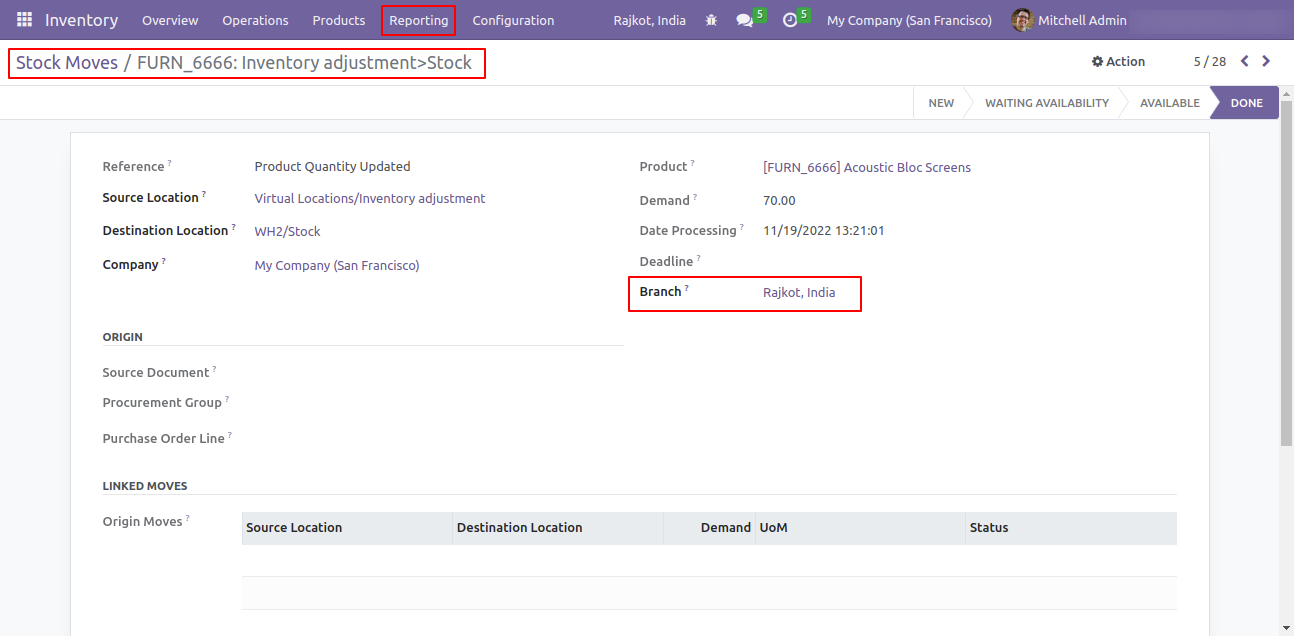 Inventory Overview Operations Products Reporting Configuration Rajkot, India 5 5 My Company (San Francisco) Mitchell Admin
Stock Moves / FURN_6666: Inventory adjustment>Stock Action 5 / 28
NEW WAITING AVAILABILITY AVAILABLE DONE
Reference ? Product Quantity Updated Product ? [FURN_6666] Acoustic Bloc Screens
Source Location ? Virtual Locations/Inventory adjustment Demand ? 70.00
Destination Location ? WH2/Stock Date Processing ? 11/19/2022 13:21:01
Company ? My Company (San Francisco) Deadline ?
Branch ? Rajkot, India
ORIGIN
Source Document ?
Procurement Group ?
Purchase Order Line ?
LINKED MOVES
Origin Moves ? Source Location Destination Location Demand UoM Status